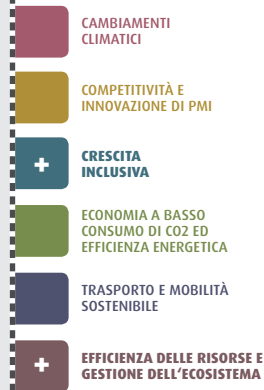 CAMBIAMENTI
CLIMATICI
COMPETITIVITÀ E
INNOVAZIONE DI PMI
+ CRESCITA
INCLUSIVA
ECONOMIA A BASSO
CONSUMO DI CO2 ED
EFFICIENZA ENERGETICA
TRASPORTO E MOBILITÀ
SOSTENIBILE
+ EFFICIENZA DELLE RISORSE E
GESTIONE DELL'ECOSISTEMA